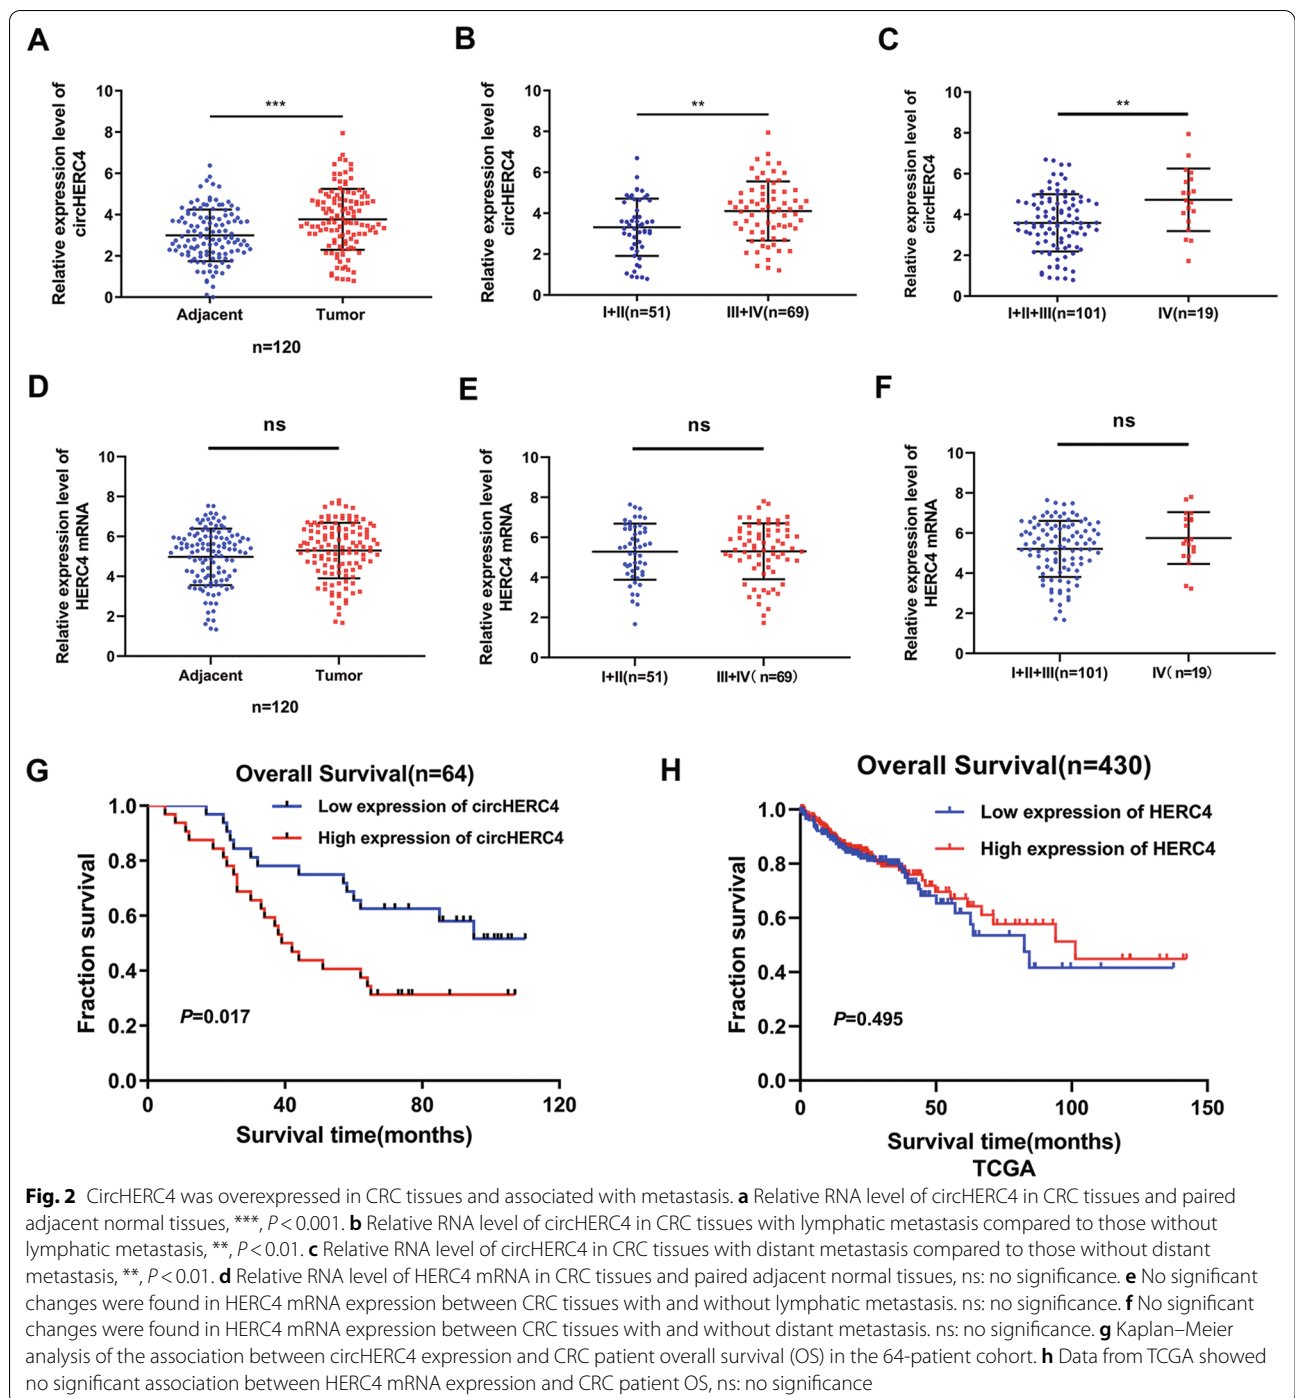 A
Relative expression level of
circHERC4
10
8
6
4
2
0
***
Adjacent
Tumor
n=120
B
Relative expression level of
circHERC4
10
8
6
4
2
0
**
I+II(n=51)
III+IV(n=69)
C
Relative expression level of
circHERC4
10
8
6
4
2
0
**
I+II+III(n=101)
IV(n=19)
D
Relative expression level of
HERC4 mRNA
10
8
6
4
2
0
ns
Adjacent
Tumor
n=120
E
Relative expression level of
HERC4 mRNA
10
8
6
4
2
0
ns
I+II(n=51)
III+IV( n=69)
F
Relative expression level of
HERC4 mRNA
10
8
6
4
2
0
ns
I+II+III(n=101)
IV( n=19)
G
Overall Survival(n=64)
Low expression of circHERC4
High expression of circHERC4
Fraction survival
1.0
0.8
0.6
0.4
0.2
0.0
P=0.017
0
40
80
120
Survival time(months)
H
Overall Survival(n=430)
Low expression of HERC4
High expression of HERC4
Fraction survival
1.0
0.8
0.6
0.4
0.2
0.0
P=0.495
0
50
100
150
Survival time(months)
TCGA
Fig. 2 CircHERC4 was overexpressed in CRC tissues and associated with metastasis. a Relative RNA level of circHERC4 in CRC tissues and paired
adjacent normal tissues, ***, P < 0.001. b Relative RNA level of circHERC4 in CRC tissues with lymphatic metastasis compared to those without
lymphatic metastasis, **, P < 0.01. c Relative RNA level of circHERC4 in CRC tissues with distant metastasis compared to those without distant
metastasis, **, P < 0.01. d Relative RNA level of HERC4 mRNA in CRC tissues and paired adjacent normal tissues, ns: no significance. e No significant
changes were found in HERC4 mRNA expression between CRC tissues with and without lymphatic metastasis. ns: no significance. f No significant
changes were found in HERC4 mRNA expression between CRC tissues with and without distant metastasis. ns: no significance. g Kaplan–Meier
analysis of the association between circHERC4 expression and CRC patient overall survival (OS) in the 64-patient cohort. h Data from TCGA showed
no significant association between HERC4 mRNA expression and CRC patient OS, ns: no significance